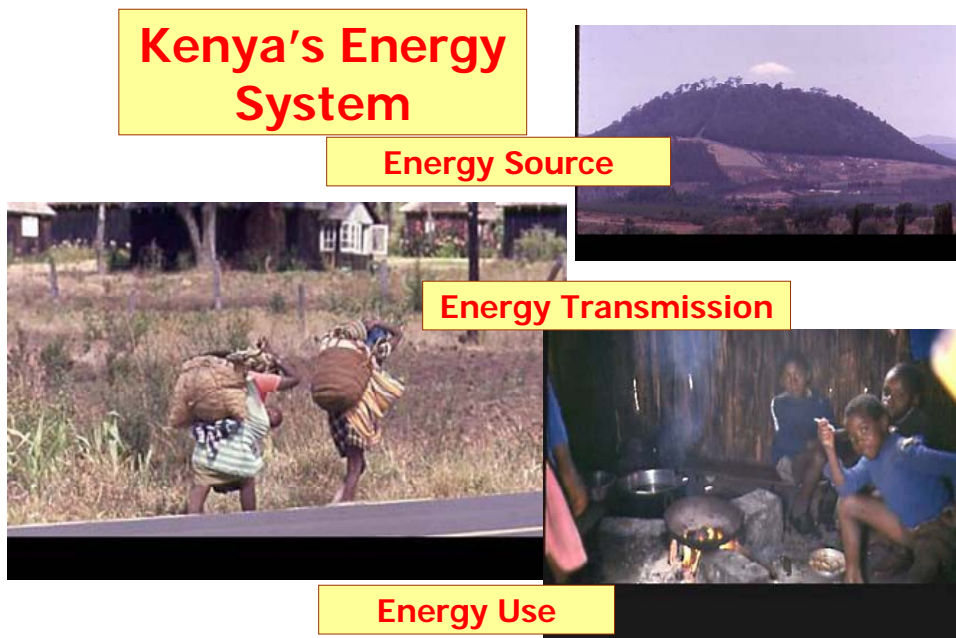 Kenya's Energy
System
Energy Source
Energy Transmission
Energy Use